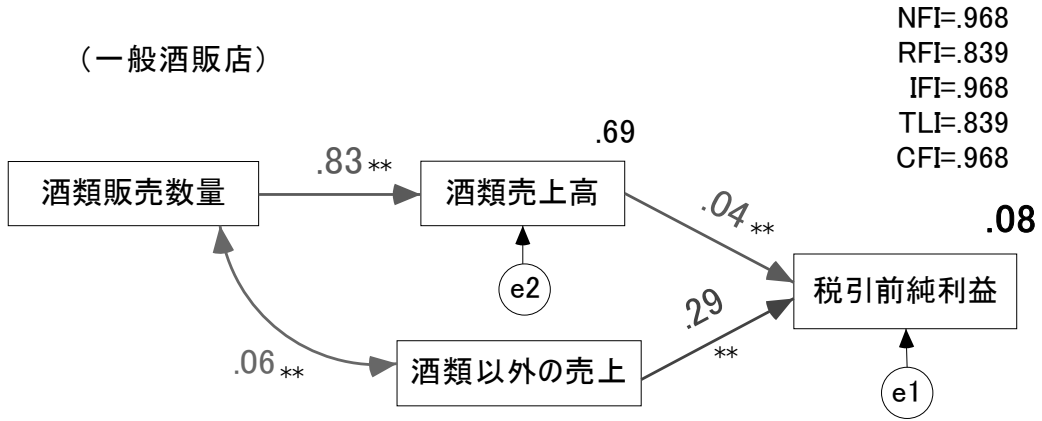 (一般酒販店)
NFI=.968
RFI=.839
IFI=.968
TLI=.839
CFI=.968
.69
.83 **
酒類販売数量
酒類売上高
.04 **
.08
e2
税引前純利益
.29 **
.06 **
酒類以外の売上
e1